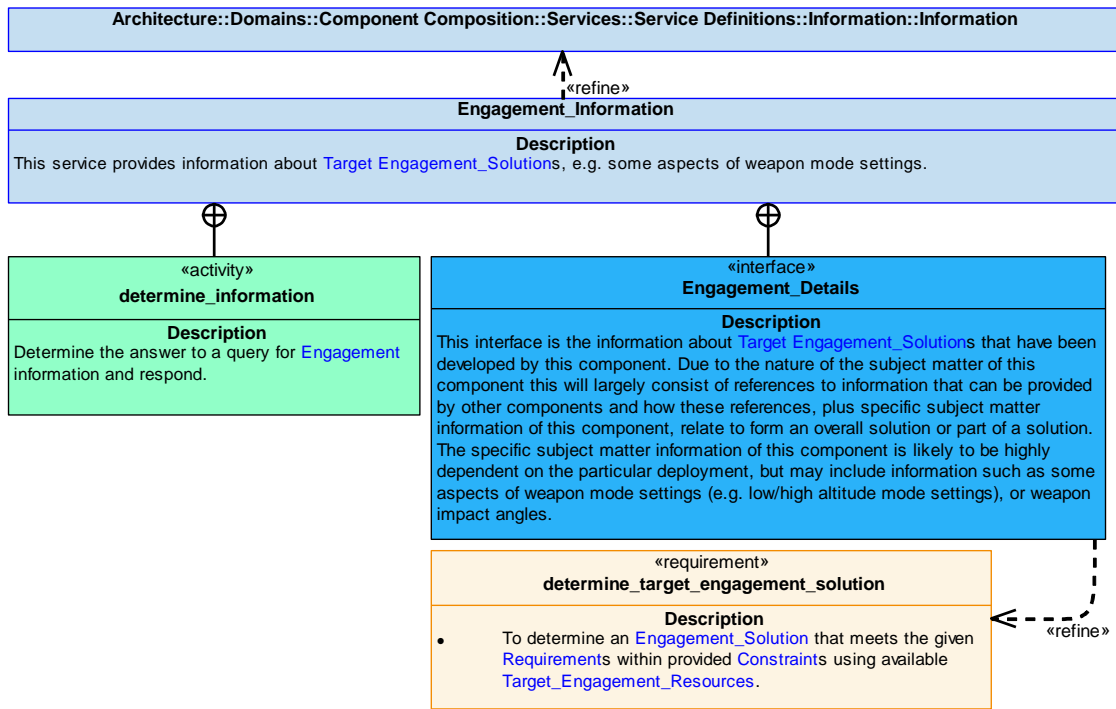 Architecture::Domains::Component Composition::Services::Service Definitions::Information::Information
«refine»
Engagement_Information
Description
This service provides information about Target Engagement_Solutions, e.g. some aspects of weapon mode settings.
«activity»
determine_information
Description
Determine the answer to a query for Engagement
information and respond.
«interface»
Engagement_Details
Description
This interface is the information about Target Engagement_Solutions that have been
developed by this component. Due to the nature of the subject matter of this
component this will largely consist of references to information that can be provided
by other components and how these references, plus specific subject matter
information of this component, relate to form an overall solution or part of a solution.
The specific subject matter information of this component is likely to be highly
dependent on the particular deployment, but may include information such as some
aspects of weapon mode settings (e.g. low/high altitude mode settings), or weapon
impact angles.
«requirement»
determine_target_engagement_solution
Description
• To determine an Engagement_Solution that meets the given
Requirements within provided Constraints using available
Target_Engagement_Resources.
«refine»